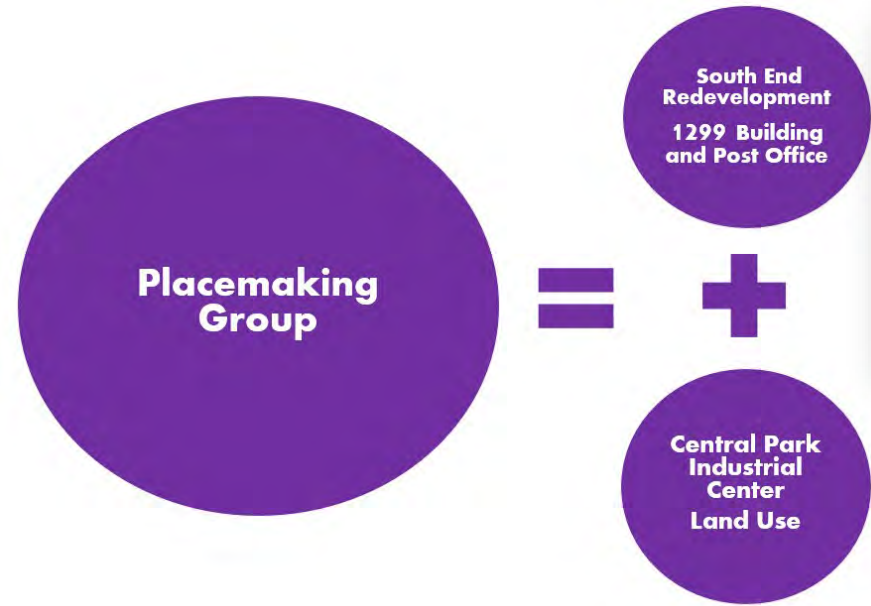 Placemaking
Group
=
South End
Redevelopment
1299 Building
and Post Office
+
Central Park
Industrial
Center
Land Use